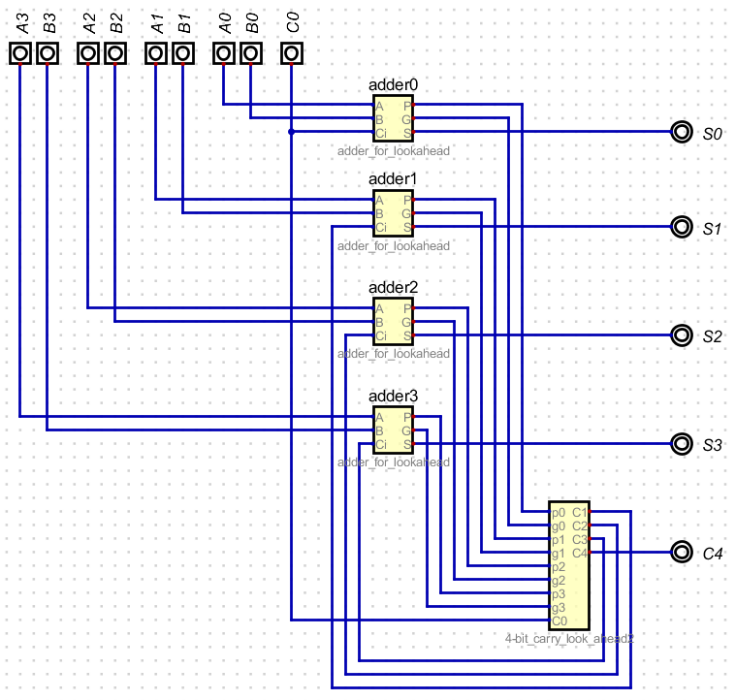 A3 B3 A2 B2 A1 B1 A0 B0 C0
adder0
A P
B G
Ci S
S0
adder_for_lookahead
adder1
A P
B G
Ci S
S1
adder_for_lookahead
adder2
A P
B G
Ci S
S2
adder_for_lookahead
adder3
A P
B G
Ci S
S3
adder_for_lookahead
p0 C1
g0 C2
p1 C3
g1 C4
C4
p2
g2
p3
g3
C0
4-bit_carry_look_ahead2